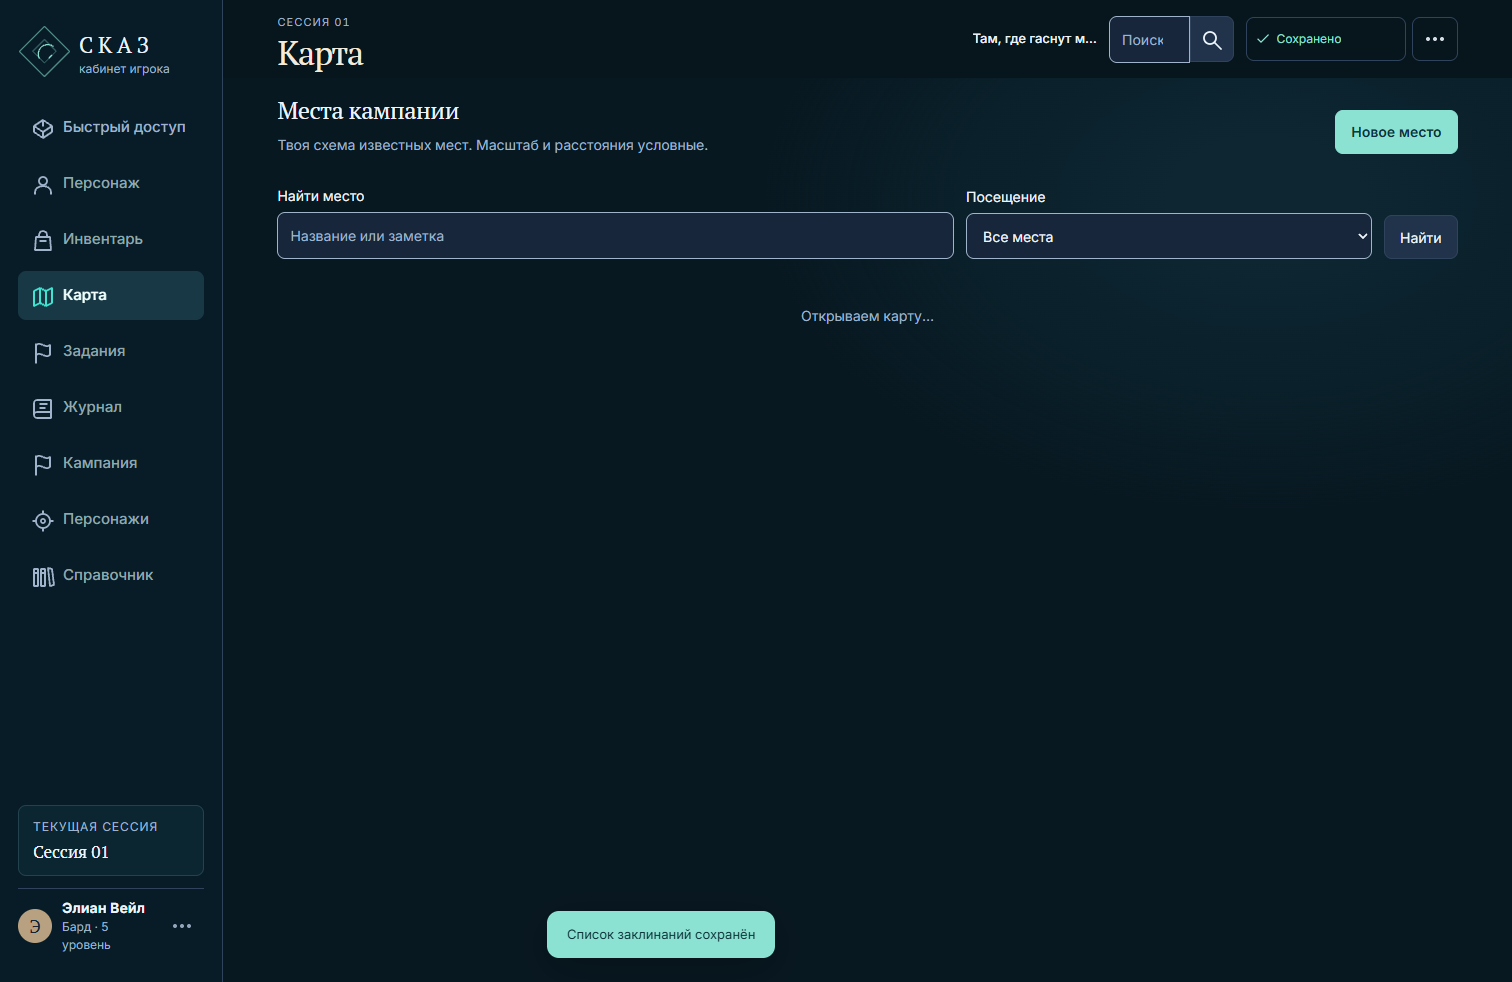 СКАЗ
кабинет игрока
Быстрый доступ
Персонаж
Инвентарь
Карта
Задания
Журнал
Кампания
Персонажи
Справочник
ТЕКУЩАЯ СЕССИЯ
Сессия 01
Э
Элиан Вейл
Бард · 5
уровень
СЕССИЯ 01
Карта
Там, где гаснут м...
Поиск
Сохранено
Места кампании
Твоя схема известных мест. Масштаб и расстояния условные.
Новое место
Найти место
Название или заметка
Посещение
Все места
Найти
Открываем карту...
Список заклинаний сохранён